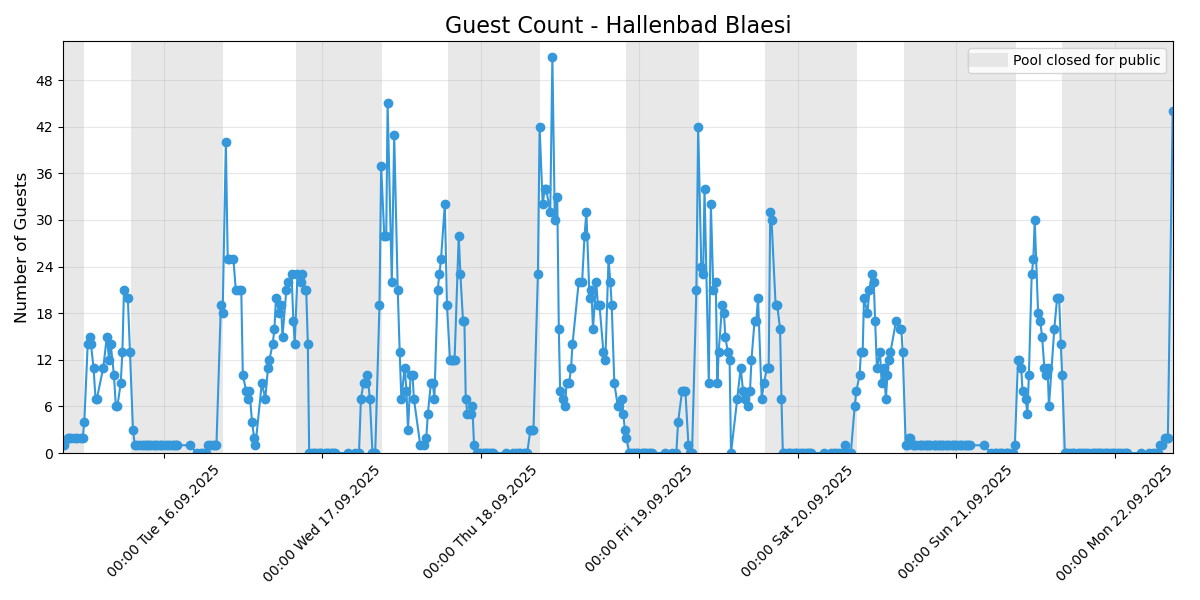 Guest Count - Hallenbad Blaesi
Pool closed for public
Number of Guests
48
42
36
30
24
18
12
6
0
00:00 Tue 16.09.2025
00:00 Wed 17.09.2025
00:00 Thu 18.09.2025
00:00 Fri 19.09.2025
00:00 Sat 20.09.2025
00:00 Sun 21.09.2025
00:00 Mon 22.09.2025